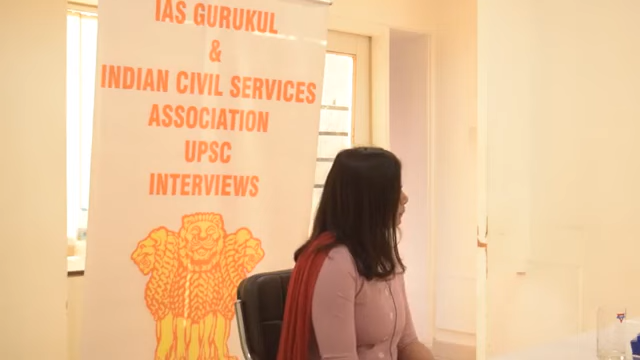 IAS GURUKUL
&
INDIAN CIVIL SERVICES
ASSOCIATION
UPSC
INTERVIEWS